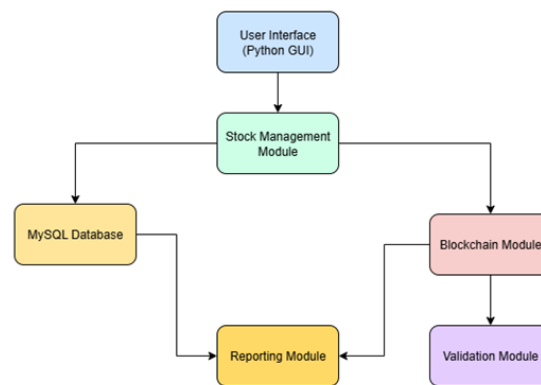 User Interface
(Python GUI)
Stock Management
Module
MySQL Database
Blockchain Module
Reporting Module
Validation Module